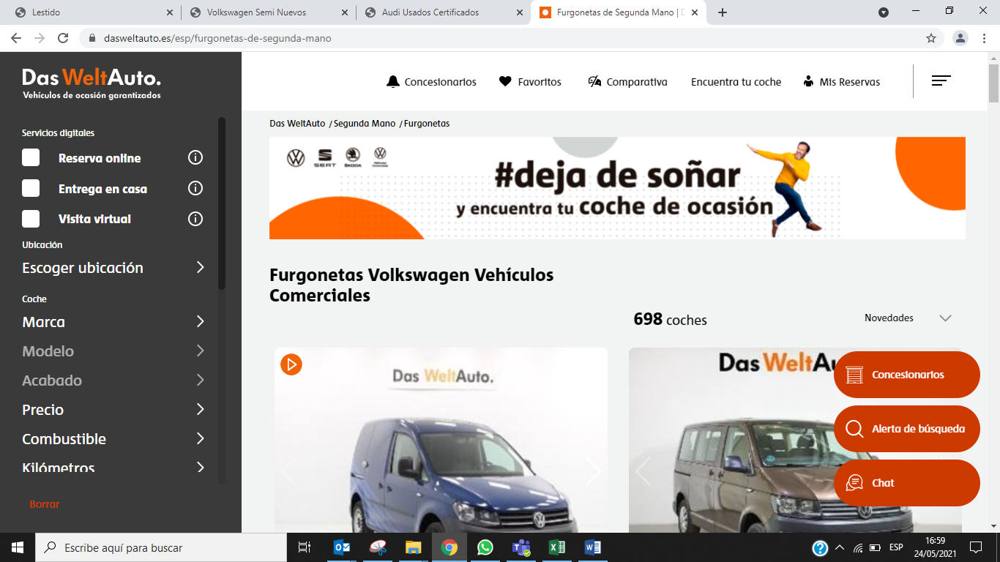 Lestido
Volkswagen Semi Nuevos
Audi Usados Certificados
Furgonetas de Segunda Mano |
dasweltauto.es/esp/furgonetas-de-segunda-mano
Das WeltAuto.
Vehículos de ocasión garantizados
Concesionarios
Favoritos
Comparativa
Encuentra tu coche
Mis Reservas
Servicios digitales
Reserva online
Entrega en casa
Visita virtual
Ubicación
Escoger ubicación
Coche
Marca
Modelo
Acabado
Precio
Combustible
Kilómetros
Borrar
Das WeltAuto / Segunda Mano / Furgonetas
SEAT
ŠKODA
#deja de soñar
y encuentra tu coche de ocasión
Furgonetas Volkswagen Vehículos
Comerciales
698 coches
Novedades
Das WeltAuto.
Das WeltAu
Concesionarios
Alerta de búsqueda
Chat
Escribe aquí para buscar
ESP
16:59
24/05/2021